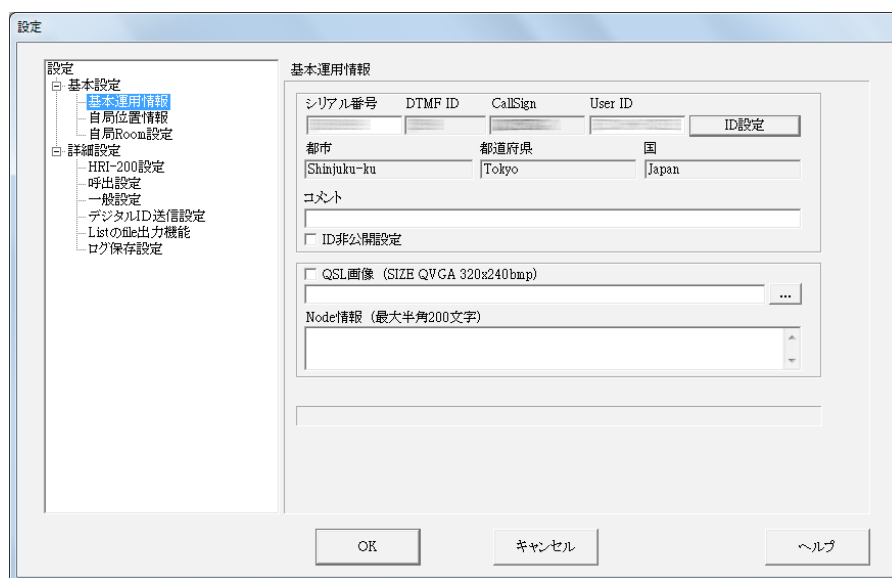 設定
設定
基本設定
基本運用情報
自局位置情報
自局Room設定
詳細設定
HRI-200設定
呼出設定
一般設定
デジタルID送信設定
Listのfile出力機能
ログ保存設定
基本運用情報
シリアル番号 DTMF ID CallSign User ID
ID設定
都市 都道府県 国
Shinjuku-ku Tokyo Japan
コメント
ID非公開設定
QSL画像 (SIZE QVGA 320x240bmp)
...
Node情報 (最大半角200文字)
OK キャンセル ヘルプ